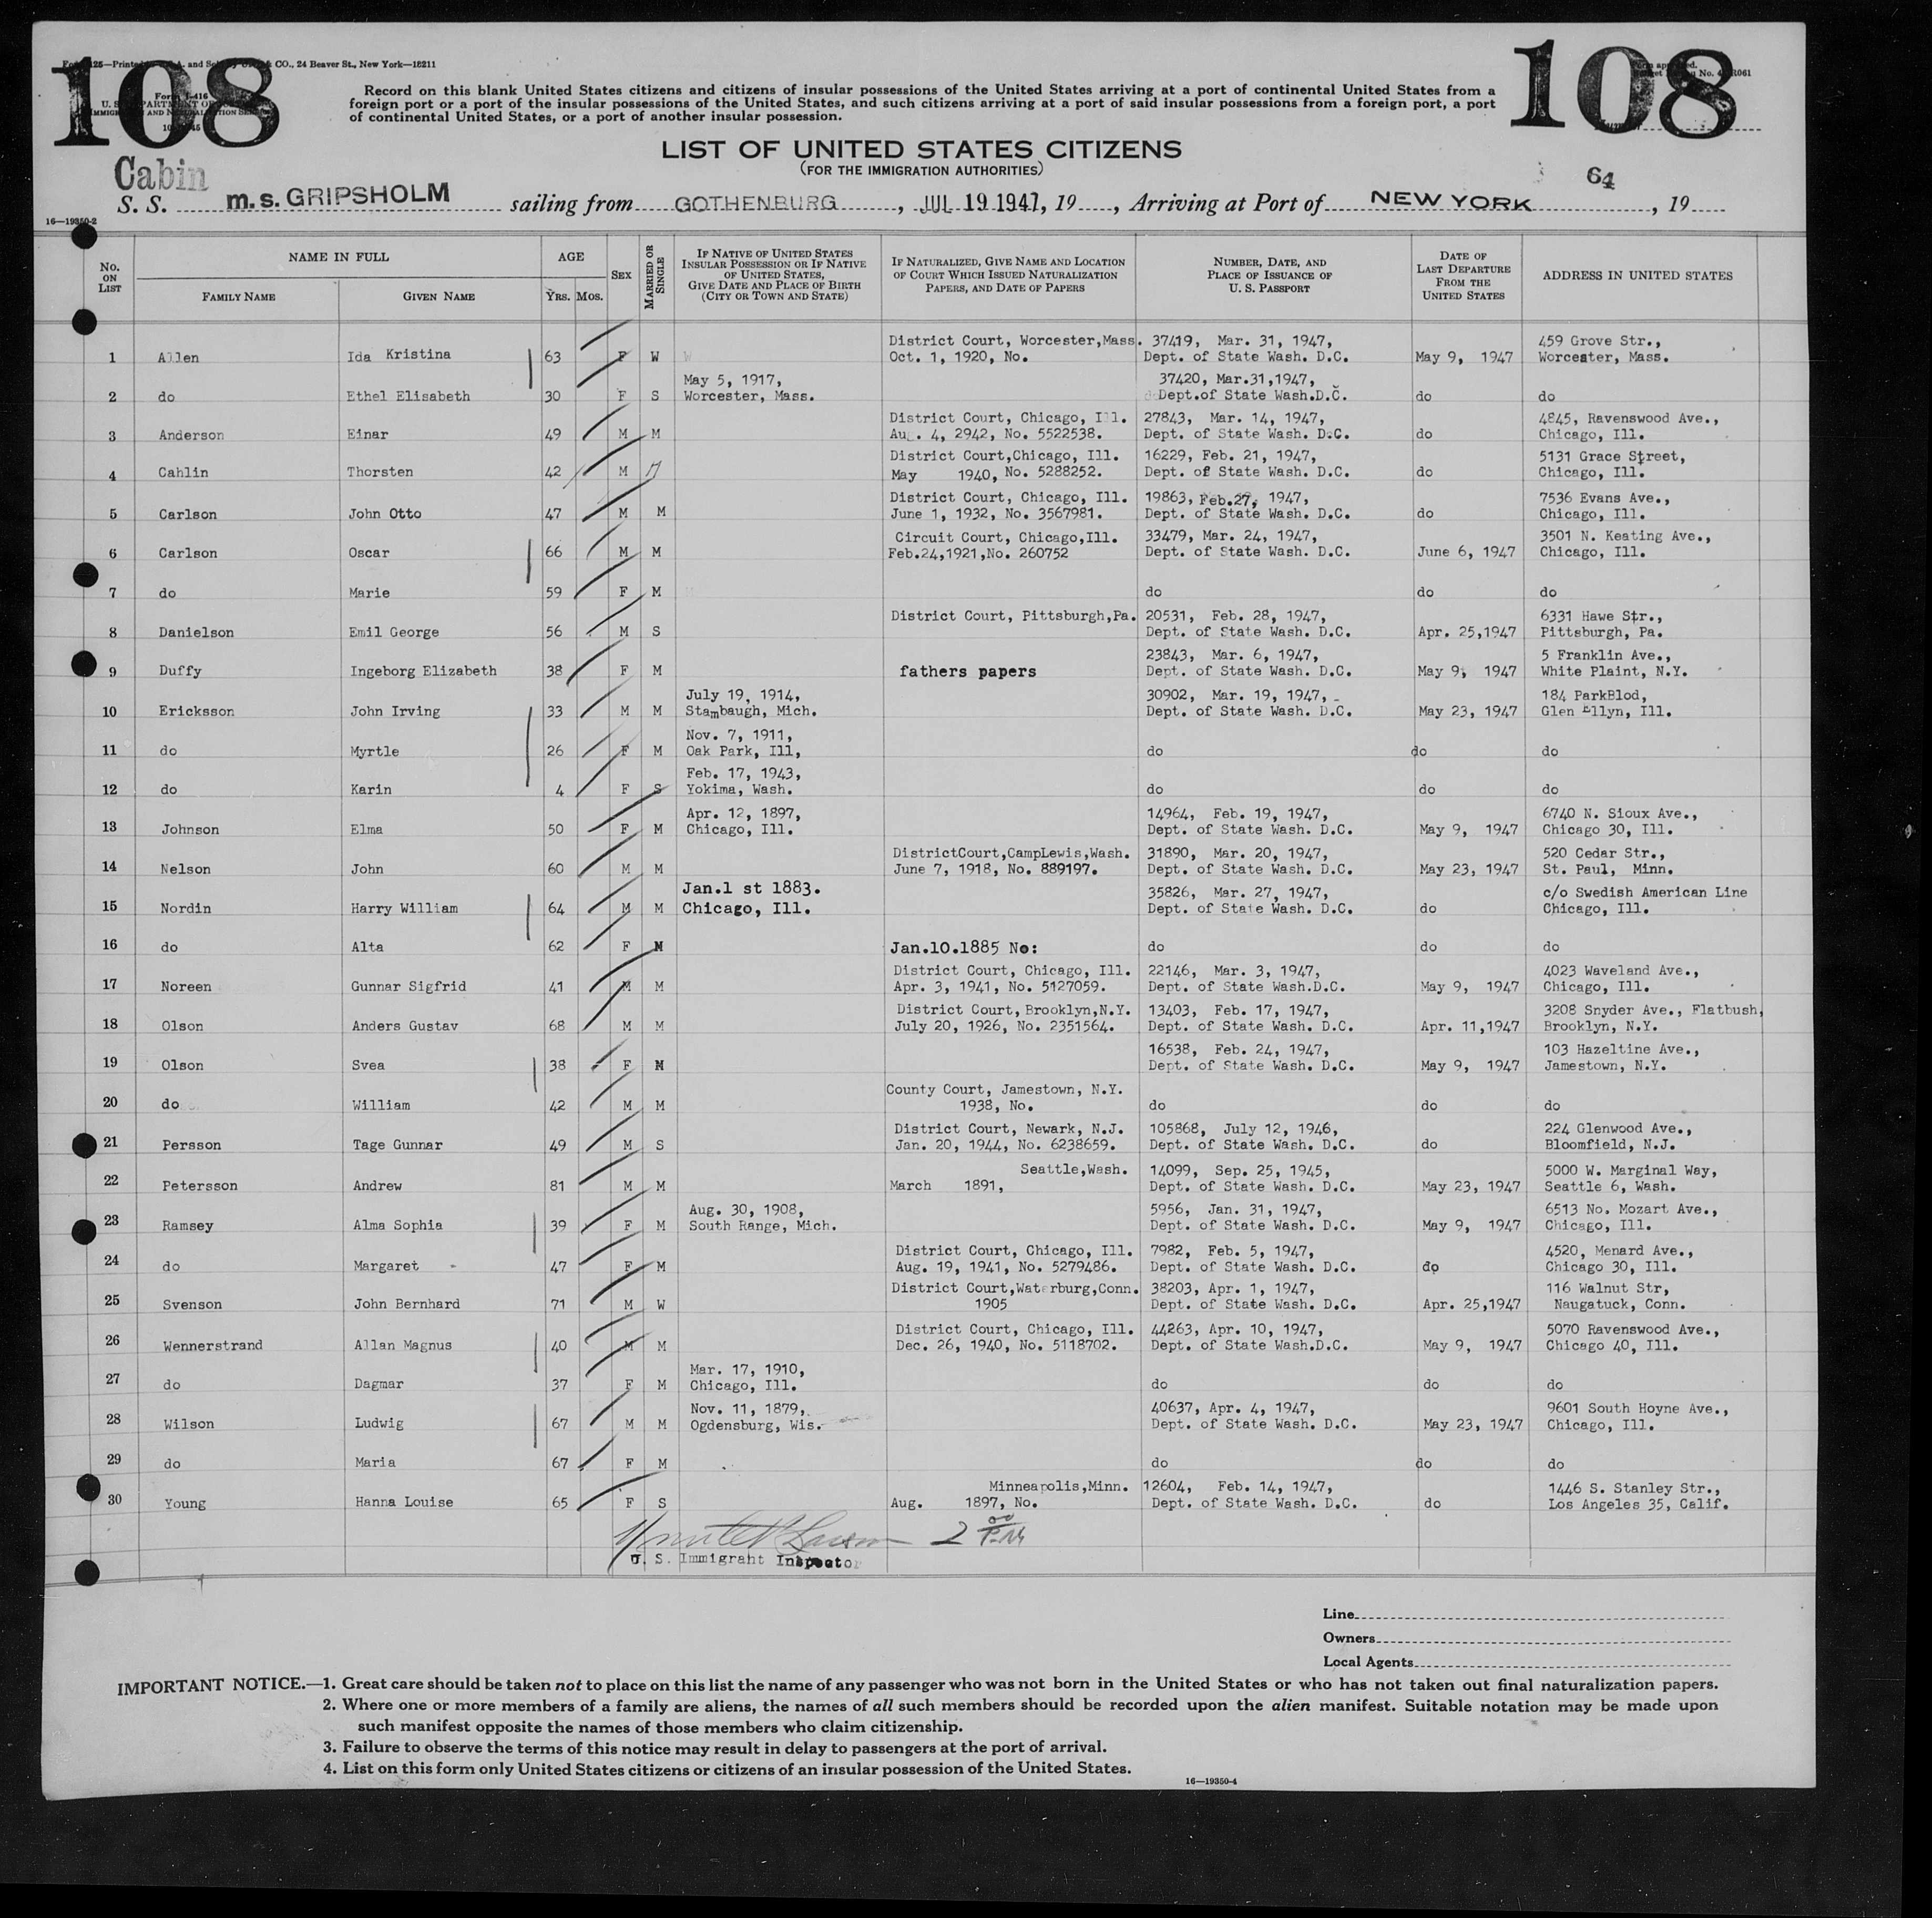 108
108
CO., 24 Beaver St., New York—18211
Record on this blank United States citizens and citizens of insular possessions of the United States arriving at a port of continental United States from a
foreign port or a port of the insular possessions of the United States, and such citizens arriving at a port of said insular possessions from a foreign port, a port
of continental United States, or a port of another insular possession.
LIST OF UNITED STATES CITIZENS
(FOR THE IMMIGRATION AUTHORITIES)
Cabin
64
S. S. m.s. GRIPSHOLM sailing from GOTHENBURG, JUL 19 1947, 19 , Arriving at Port of NEW YORK , 19
16—19350-2
No. ON LIST
NAME IN FULL
FAMILY NAME
GIVEN NAME
AGE
YRS. MOS.
SEX
MARRIED OR SINGLE
IF NATIVE OF UNITED STATES INSULAR POSSESSION OR IF NATIVE OF UNITED STATES, GIVE DATE AND PLACE OF BIRTH (CITY OR TOWN AND STATE)
IF NATURALIZED, GIVE NAME AND LOCATION OF COURT WHICH ISSUED NATURALIZATION PAPERS, AND DATE OF PAPERS
NUMBER, DATE, AND PLACE OF ISSUANCE OF U. S. PASSPORT
DATE OF LAST DEPARTURE FROM THE UNITED STATES
ADDRESS IN UNITED STATES
District Court, Worcester,Mass. 37419, Mar. 31, 1947, 459 Grove Str.,
1 Allen Ida Kristina 63 F W Oct. 1, 1920, No. Dept. of State Wash. D.C. May 9, 1947 Worcester, Mass.
May 5, 1917, 37420, Mar.31,1947,
2 do Ethel Elisabeth 30 F S Worcester, Mass. Dept.of State Wash.D.C. do do
District Court, Chicago, Ill. 27843, Mar. 14, 1947, 4845, Ravenswood Ave.,
3 Anderson Einar 49 M M Aug. 4, 2942, No. 5522538. Dept. of State Wash. D.C. do Chicago, Ill.
District Court,Chicago, Ill. 16229, Feb. 21, 1947, 5131 Grace Street,
4 Cahlin Thorsten 42 M M May 1940, No. 5288252. Dept. of State Wash. D.C. do Chicago, Ill.
District Court, Chicago, Ill. 19863, Feb.27, 1947, 7536 Evans Ave.,
5 Carlson John Otto 47 M M June 1, 1932, No. 3567981. Dept. of State Wash. D.C. do Chicago, Ill.
Circuit Court, Chicago,Ill. 33479, Mar. 24, 1947, 3501 N. Keating Ave.,
6 Carlson Oscar 66 M M Feb.24,1921,No. 260752 Dept. of State Wash. D.C. June 6, 1947 Chicago, Ill.
7 do Marie 59 F M do do do
District Court, Pittsburgh,Pa. 20531, Feb. 28, 1947, 6331 Hawe Str.,
8 Danielson Emil George 56 M S Dept. of State Wash. D.C. Apr. 25,1947 Pittsburgh, Pa.
23843, Mar. 6, 1947, 5 Franklin Ave.,
9 Duffy Ingeborg Elizabeth 38 F M fathers papers Dept. of State Wash. D.C. May 9, 1947 White Plaint, N.Y.
July 19, 1914, 30902, Mar. 19, 1947, 184 ParkBlod,
10 Ericksson John Irving 33 M M Stambaugh, Mich. Dept. of State Wash. D.C. May 23, 1947 Glen Ellyn, Ill.
Nov. 7, 1911,
11 do Myrtle 26 F M Oak Park, Ill, do do do
Feb. 17, 1943,
12 do Karin 4 F S Yokima, Wash. do do do
Apr. 12, 1897, 14964, Feb. 19, 1947, 6740 N. Sioux Ave.,
13 Johnson Elma 50 F M Chicago, Ill. Dept. of State Wash. D.C. May 9, 1947 Chicago 30, Ill.
DistrictCourt,CampLewis,Wash. 31890, Mar. 20, 1947, 520 Cedar Str.,
14 Nelson John 60 M M June 7, 1918, No. 889197. Dept. of State Wash. D.C. May 23, 1947 St. Paul, Minn.
Jan.1 st 1883. 35826, Mar. 27, 1947, c/o Swedish American Line
15 Nordin Harry William 64 M M Chicago, Ill. Dept. of State Wash. D.C. do Chicago, Ill.
16 do Alta 62 F M Jan.10.1885 No: do do do
District Court, Chicago, Ill. 22146, Mar. 3, 1947, 4023 Waveland Ave.,
17 Noreen Gunnar Sigfrid 41 M M Apr. 3, 1941, No. 5127059. Dept. of State Wash.D.C. May 9, 1947 Chicago, Ill.
District Court, Brooklyn,N.Y. 13403, Feb. 17, 1947, 3208 Snyder Ave., Flatbush,
18 Olson Anders Gustav 68 M M July 20, 1926, No. 2351564. Dept. of State Wash. D.C. Apr. 11,1947 Brooklyn, N.Y.
16538, Feb. 24, 1947, 103 Hazeltine Ave.,
19 Olson Svea 38 F M Dept. of State Wash. D.C. May 9, 1947 Jamestown, N.Y.
County Court, Jamestown, N.Y.
20 do William 42 M M 1938, No. do do do
District Court, Newark, N.J. 105868, July 12, 1946, 224 Glenwood Ave.,
21 Persson Tage Gunnar 49 M S Jan. 20, 1944, No. 6238659. Dept. of State Wash. D.C. do Bloomfield, N.J.
Seattle,Wash. 14099, Sep. 25, 1945, 5000 W. Marginal Way,
22 Petersson Andrew 81 M M March 1891, Dept. of State Wash. D.C. May 23, 1947 Seattle 6, Wash.
Aug. 30, 1908, 5956, Jan. 31, 1947, 6513 No. Mozart Ave.,
23 Ramsey Alma Sophia 39 F M South Range, Mich. Dept. of State Wash. D.C. May 9, 1947 Chicago, Ill.
District Court, Chicago, Ill. 7982, Feb. 5, 1947, 4520, Menard Ave.,
24 do Margaret 47 F M Aug. 19, 1941, No. 5279486. Dept. of State Wash. D.C. do Chicago 30, Ill.
District Court,Waterburg,Conn. 38203, Apr. 1, 1947, 116 Walnut Str,
25 Svenson John Bernhard 71 M W 1905 Dept. of State Wash. D.C. Apr. 25,1947 Naugatuck, Conn.
District Court, Chicago, Ill. 44263, Apr. 10, 1947, 5070 Ravenswood Ave.,
26 Wennerstrand Allan Magnus 40 M M Dec. 26, 1940, No. 5118702. Dept. of State Wash.D.C. May 9, 1947 Chicago 40, Ill.
Mar. 17, 1910,
27 do Dagmar 37 F M Chicago, Ill. do do do
Nov. 11, 1879, 40637, Apr. 4, 1947, 9601 South Hoyne Ave.,
28 Wilson Ludwig 67 M M Ogdensburg, Wis. Dept. of State Wash. D.C. May 23, 1947 Chicago, Ill.
29 do Maria 67 F M do do do
Minneapolis,Minn. 12604, Feb. 14, 1947, 1446 S. Stanley Str.,
30 Young Hanna Louise 65 F S Aug. 1897, No. Dept. of State Wash. D.C. do Los Angeles 35, Calif.
U. S. Immigrant Inspector
Line
Owners
Local Agents
IMPORTANT NOTICE.—1. Great care should be taken not to place on this list the name of any passenger who was not born in the United States or who has not taken out final naturalization papers.
2. Where one or more members of a family are aliens, the names of all such members should be recorded upon the alien manifest. Suitable notation may be made upon
such manifest opposite the names of those members who claim citizenship.
3. Failure to observe the terms of this notice may result in delay to passengers at the port of arrival.
4. List on this form only United States citizens or citizens of an insular possession of the United States.
16—19350-4